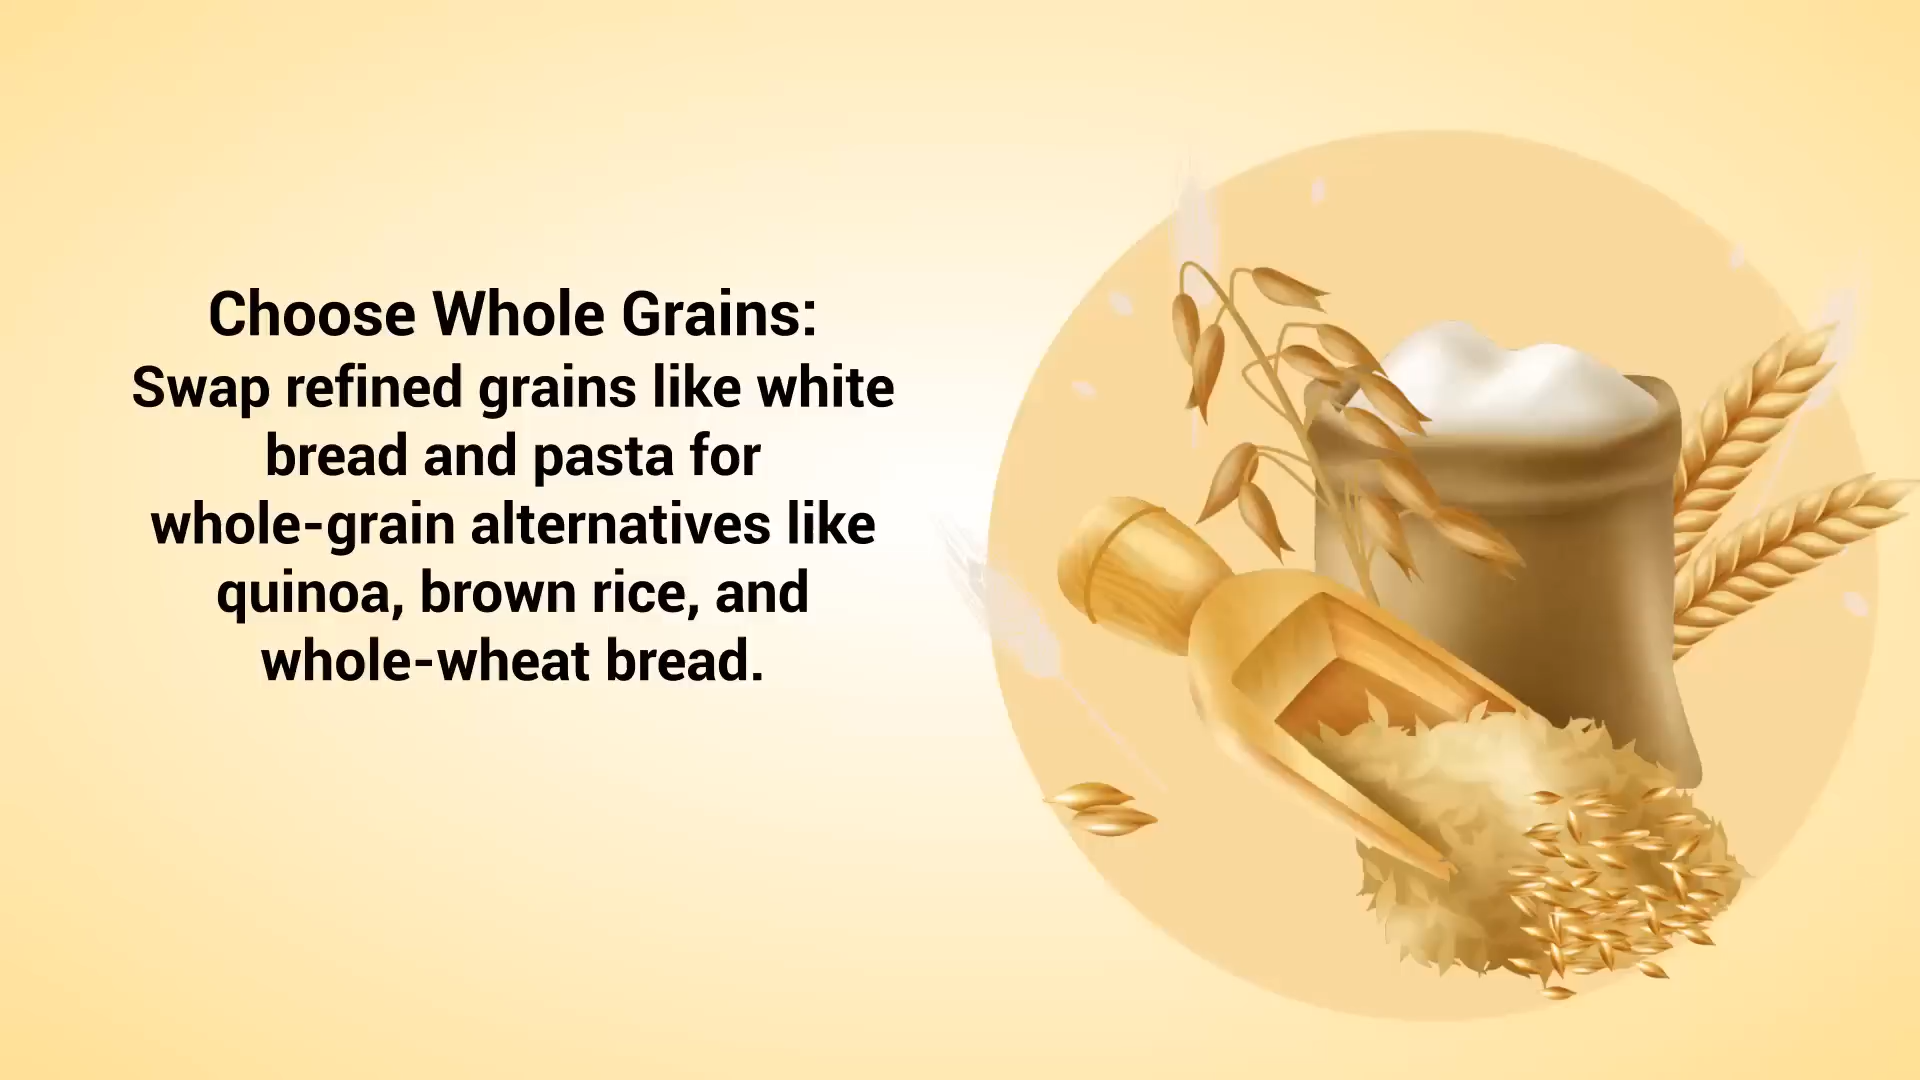 Choose Whole Grains:
Swap refined grains like white
bread and pasta for
whole-grain alternatives like
quinoa, brown rice, and
whole-wheat bread.